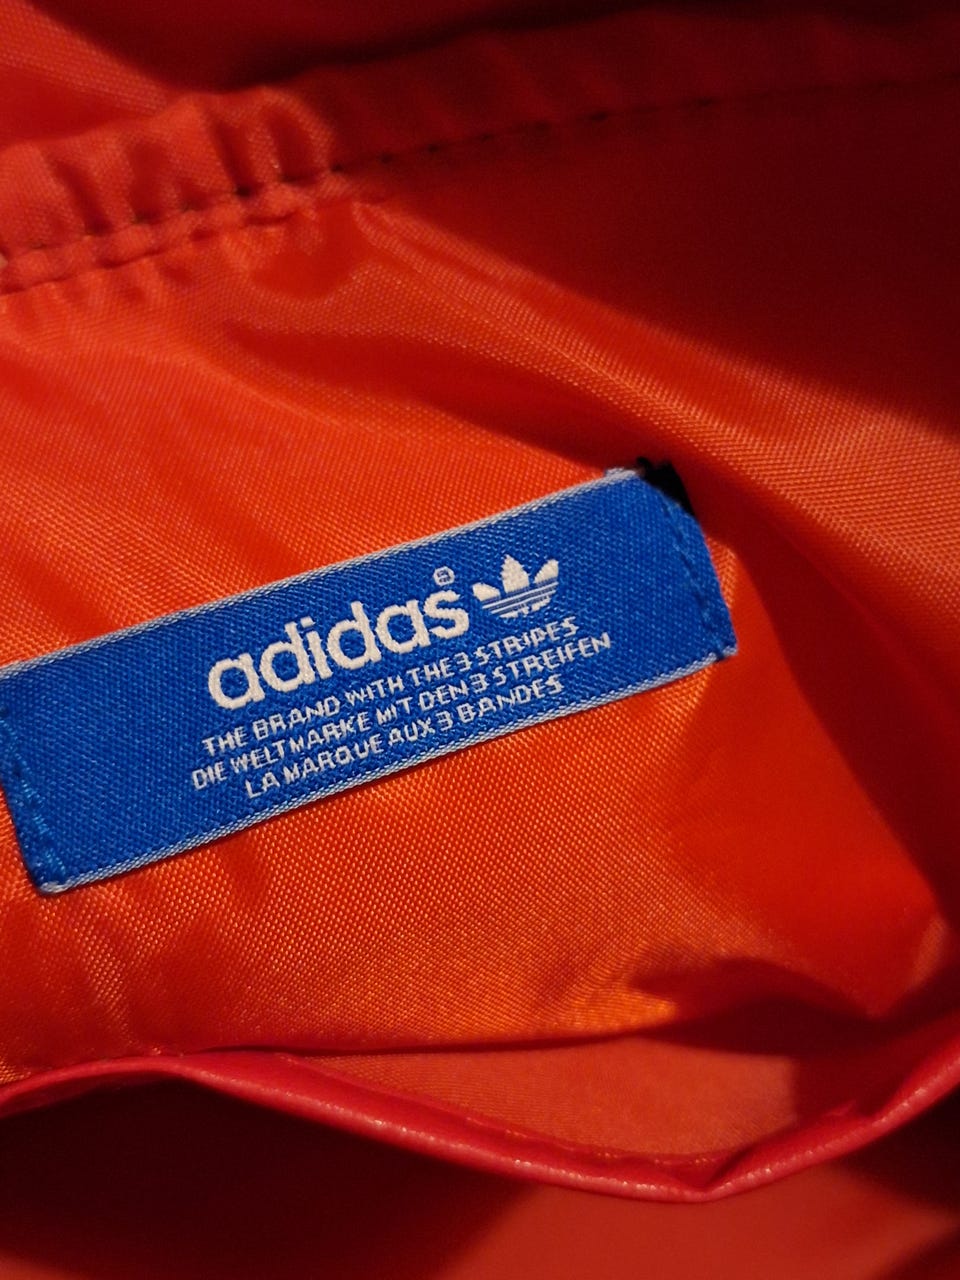 adidas®
THE BRAND WITH THE 3 STRIPES
DIE WELTMARKE MIT DEN 3 STREIFEN
LA MARQUE AUX 3 BANDES